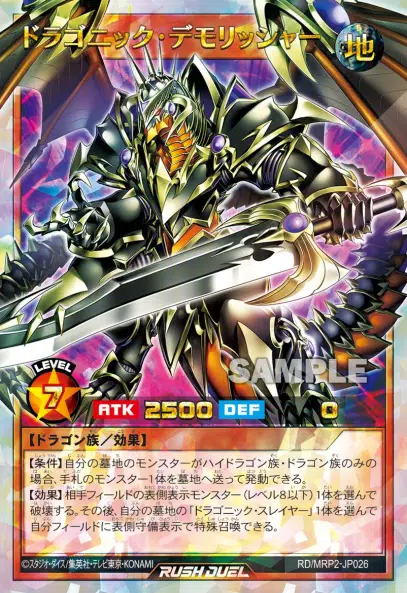 ドラゴニック・デモリッシャー
地
SAMPLE
LEVEL
7
ATK 2500 DEF 0
【ドラゴン族／効果】
【条件】自分の墓地のモンスターがハイドラゴン族・ドラゴン族のみの
場合、手札のモンスター1体を墓地へ送って発動できる。
【効果】相手フィールドの表側表示モンスター(レベル8以下)1体を選んで
破壊する。その後、自分の墓地の「ドラゴニック・スレイヤー」1体を選んで
自分フィールドに表側守備表示で特殊召喚できる。
©スタジオ・ダイス/集英社・テレビ東京・KONAMI
RD/MRP2-JP026
RUSH DUEL